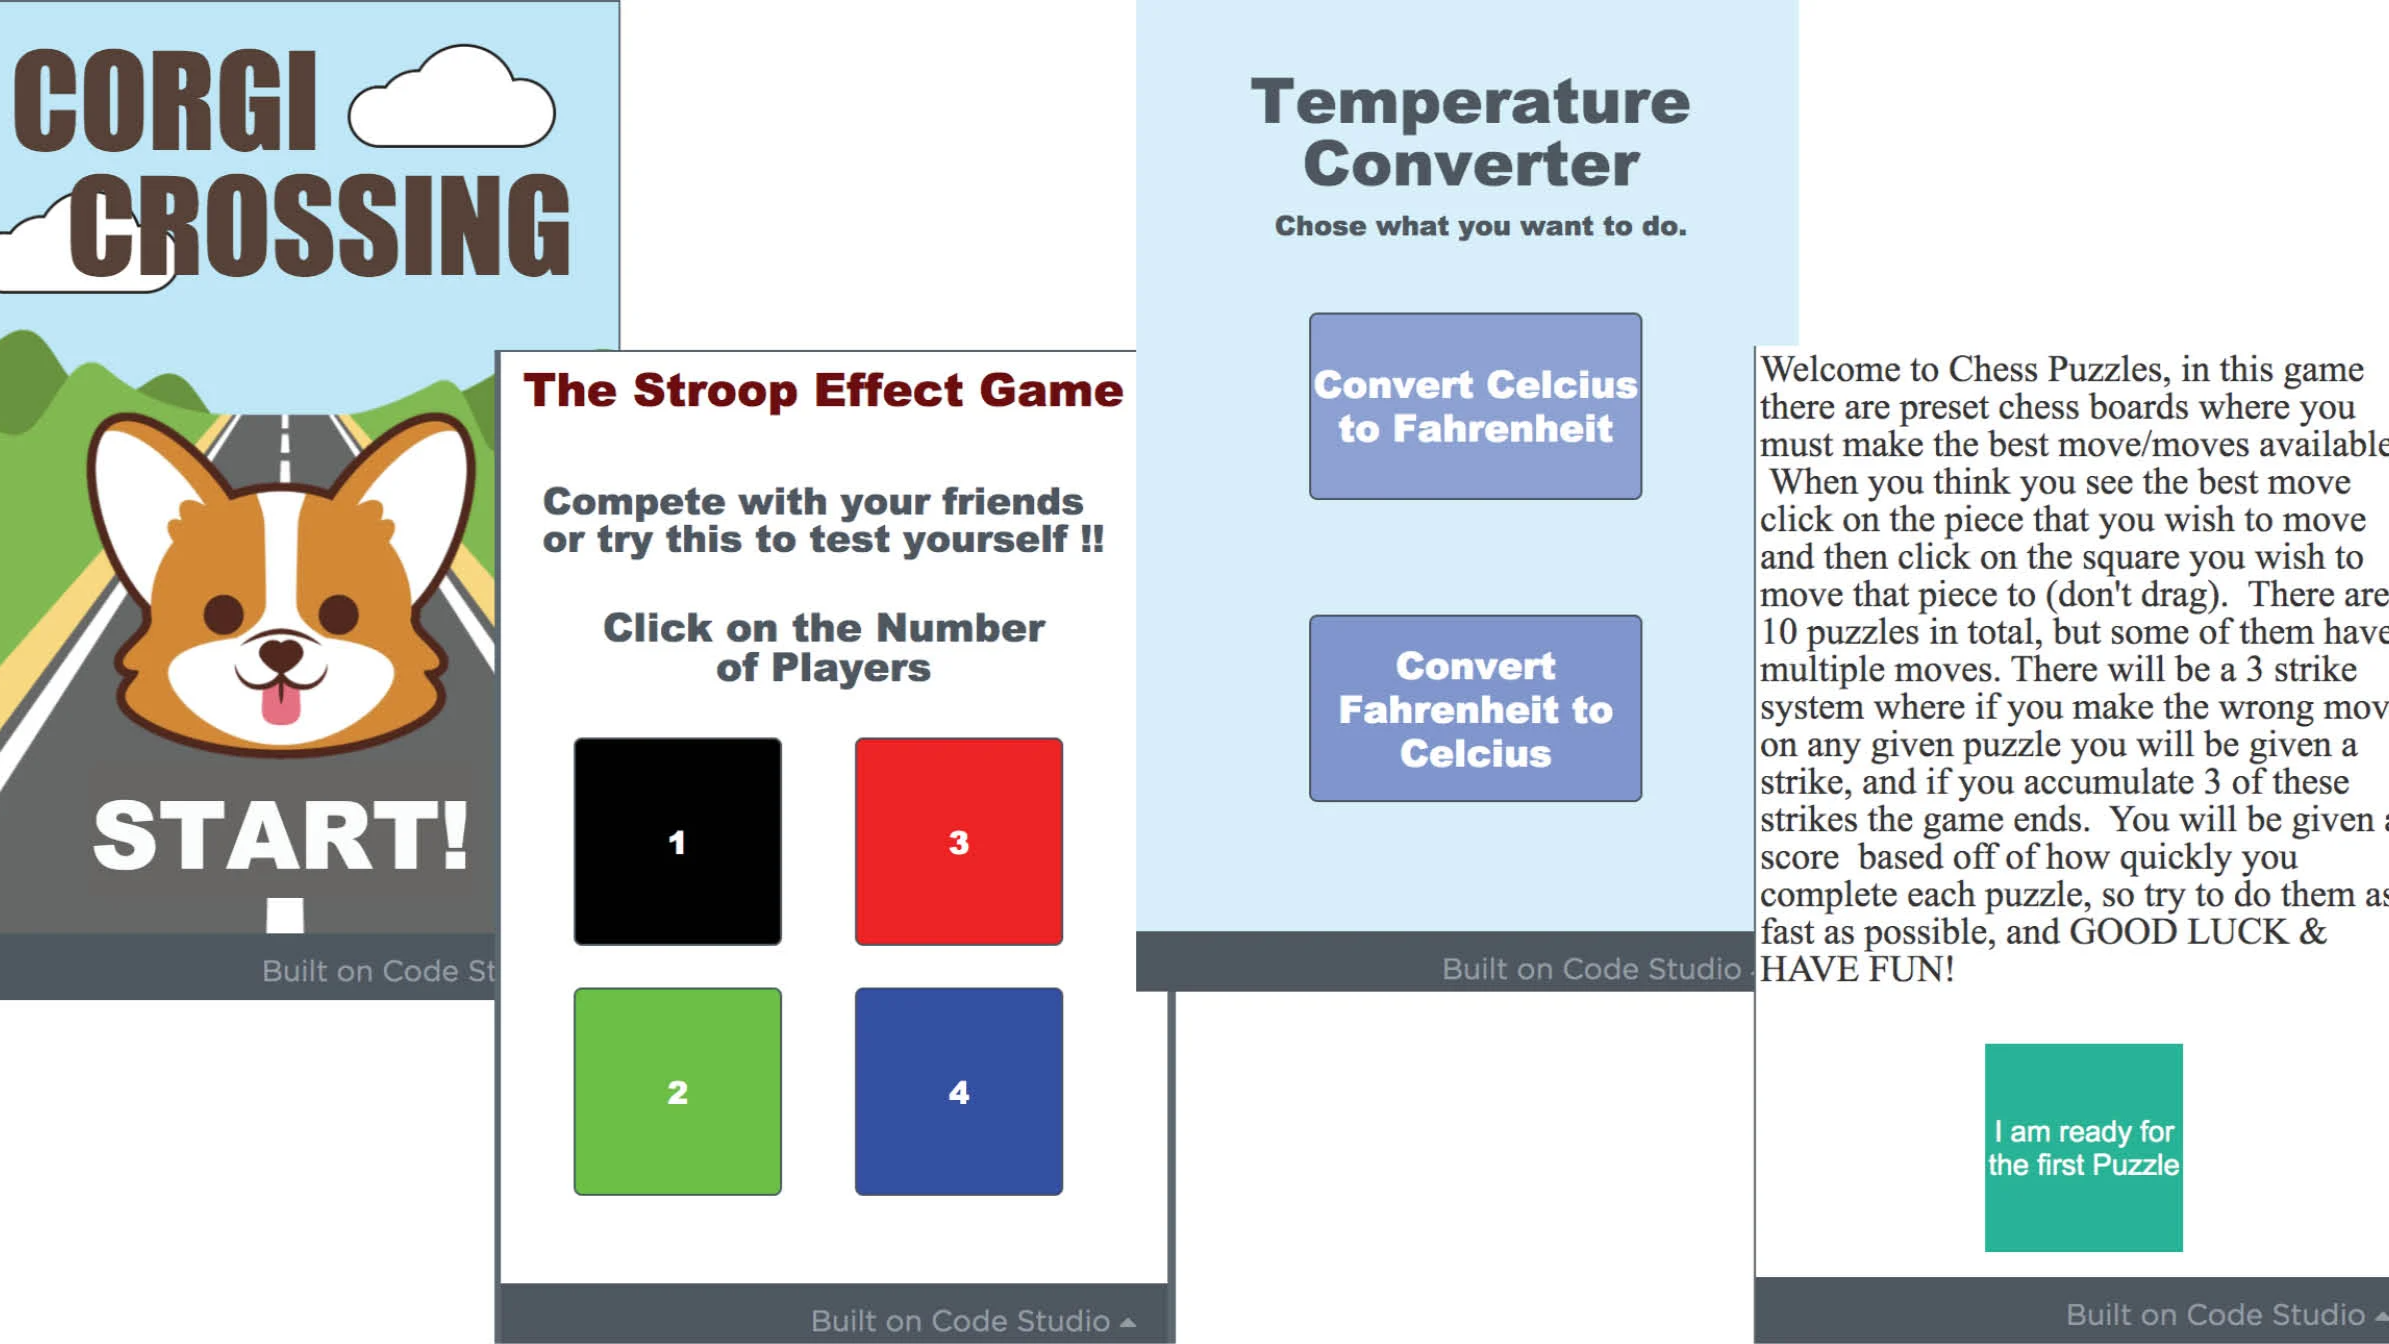 CORGI
CROSSING
START!
Built on Code St
The Stroop Effect Game
Compete with your friends
or try this to test yourself !!
Click on the Number
of Players
1
3
2
4
Built on Code Studio
Temperature
Converter
Chose what you want to do.
Convert Celcius
to Fahrenheit
Convert
Fahrenheit to
Celcius
Built on Code Studio
Welcome to Chess Puzzles, in this game
there are preset chess boards where you
must make the best move/moves available
When you think you see the best move
click on the piece that you wish to move
and then click on the square you wish to
move that piece to (don't drag).  There are
10 puzzles in total, but some of them have
multiple moves. There will be a 3 strike
system where if you make the wrong mov
on any given puzzle you will be given a
strike, and if you accumulate 3 of these
strikes the game ends.  You will be given a
score  based off of how quickly you
complete each puzzle, so try to do them as
fast as possible, and GOOD LUCK &
HAVE FUN!
I am ready for
the first Puzzle
Built on Code Studio